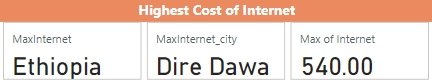 Highest Cost of Internet
MaxInternet
Ethiopia
MaxInternet_city
Dire Dawa
Max of Internet
540.00